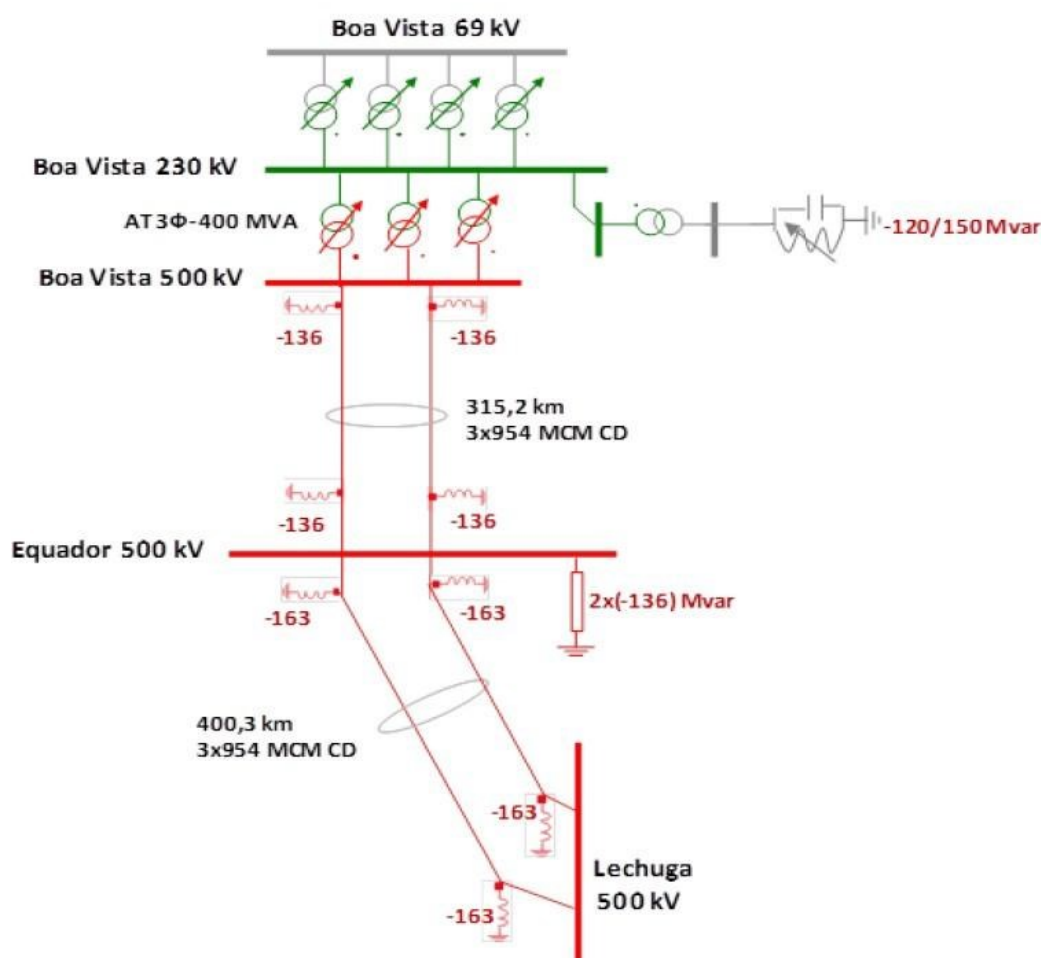 Boa Vista 69 kV
Boa Vista 230 kV
AT3Φ-400 MVA
-120/150 Mvar
Boa Vista 500 kV
-136
-136
315,2 km
3x954 MCM CD
-136
-136
Equador 500 kV
-163
-163
2x(-136) Mvar
400,3 km
3x954 MCM CD
-163
Lechuga
500 kV
-163